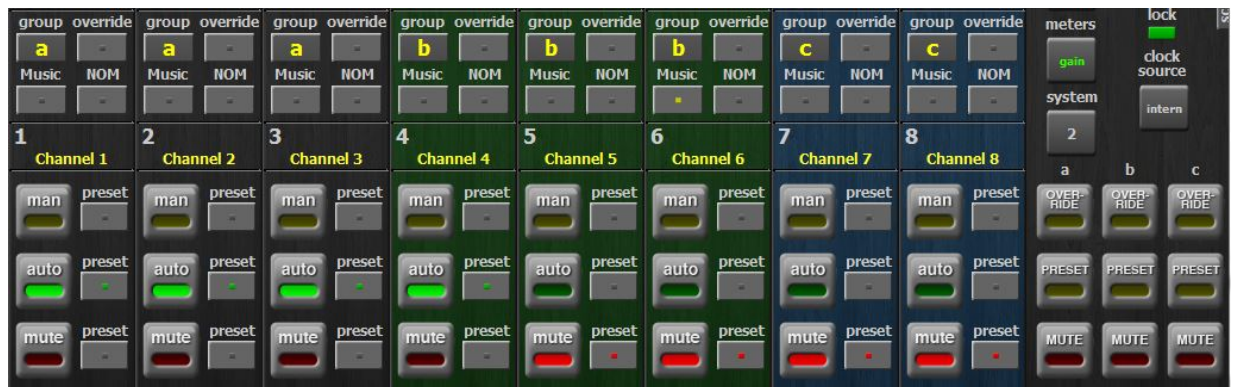 group override group override group override group override group override group override group override group override
a a a b b b c c
Music NOM Music NOM Music NOM Music NOM Music NOM Music NOM Music NOM Music NOM
meters lock
gain clock
source
system intern
2
1 2 3 4 5 6 7 8
Channel 1 Channel 2 Channel 3 Channel 4 Channel 5 Channel 6 Channel 7 Channel 8
a b c
man preset man preset man preset man preset man preset man preset man preset man preset
OVER-RIDE OVER-RIDE OVER-RIDE
auto preset auto preset auto preset auto preset auto preset auto preset auto preset auto preset
PRESET PRESET PRESET
mute preset mute preset mute preset mute preset mute preset mute preset mute preset mute preset
MUTE MUTE MUTE